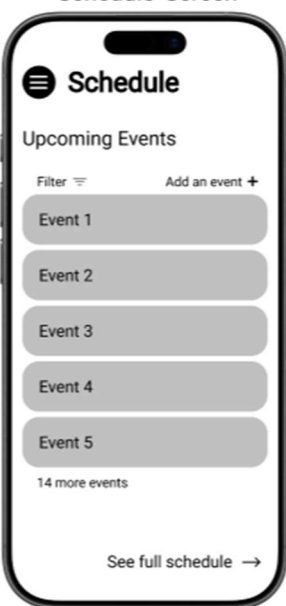 Schedule Screen
Schedule
Upcoming Events
Filter Add an event +
Event 1
Event 2
Event 3
Event 4
Event 5
14 more events
See full schedule →